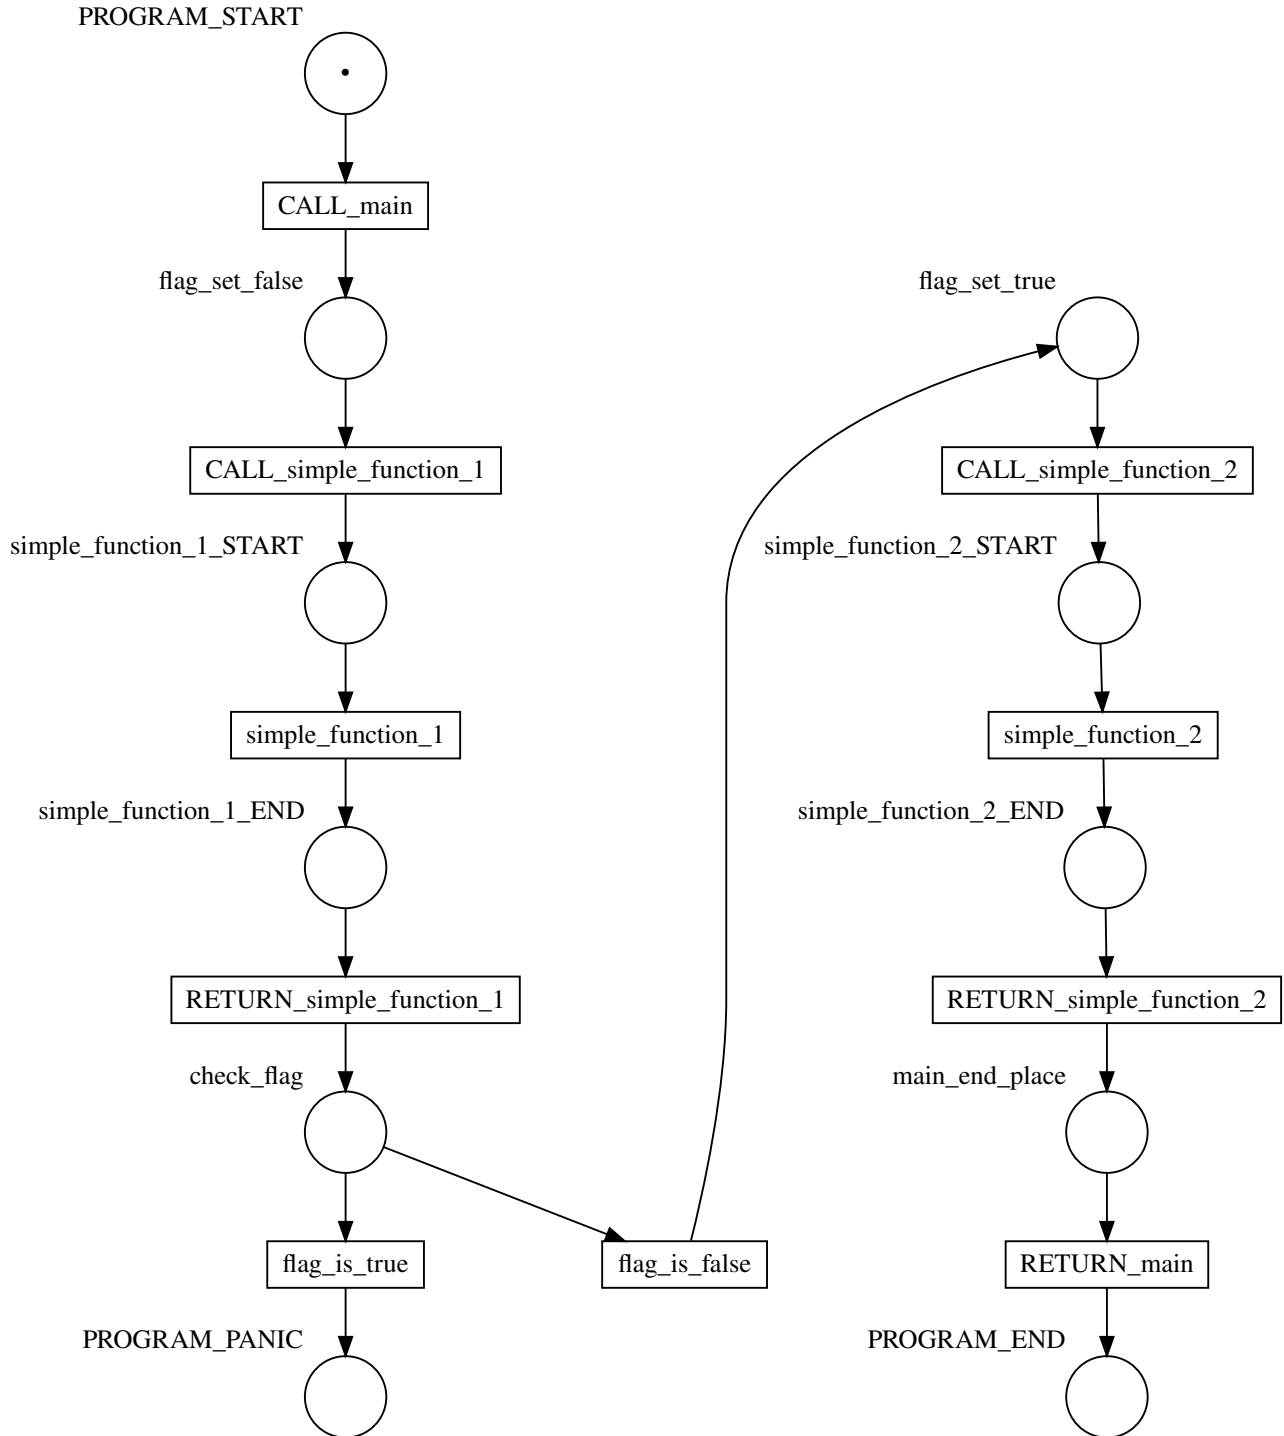 PROGRAM_START
CALL_main
flag_set_false
CALL_simple_function_1
simple_function_1_START
simple_function_1
simple_function_1_END
RETURN_simple_function_1
check_flag
flag_is_true
flag_is_false
PROGRAM_PANIC
flag_set_true
CALL_simple_function_2
simple_function_2_START
simple_function_2
simple_function_2_END
RETURN_simple_function_2
main_end_place
RETURN_main
PROGRAM_END